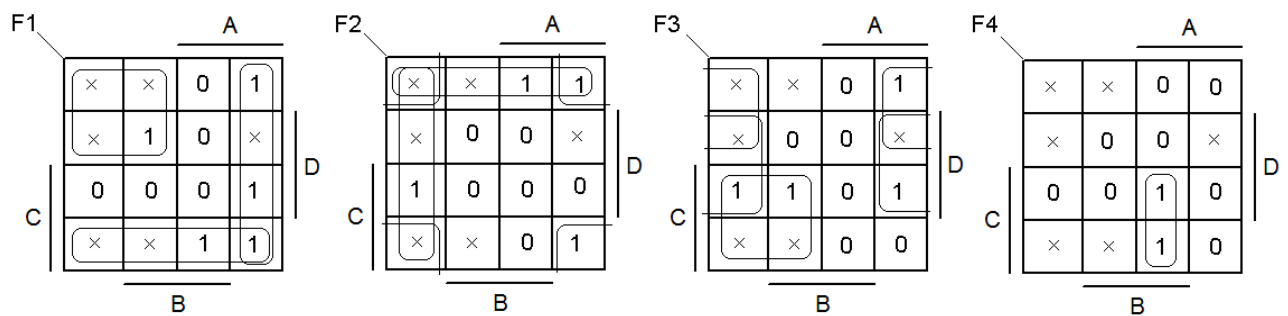 F1 A F2 A F3 A F4 A
× × 0 1 × × 1 1 × × 0 1 × × 0 0
× 1 0 × × 0 0 × × 0 0 × × 0 0 ×
D D D D
0 0 0 1 1 0 0 0 1 1 0 1 0 0 1 0
C C C C
× × 1 1 × × 0 1 × × 0 0 × × 1 0
B B B B